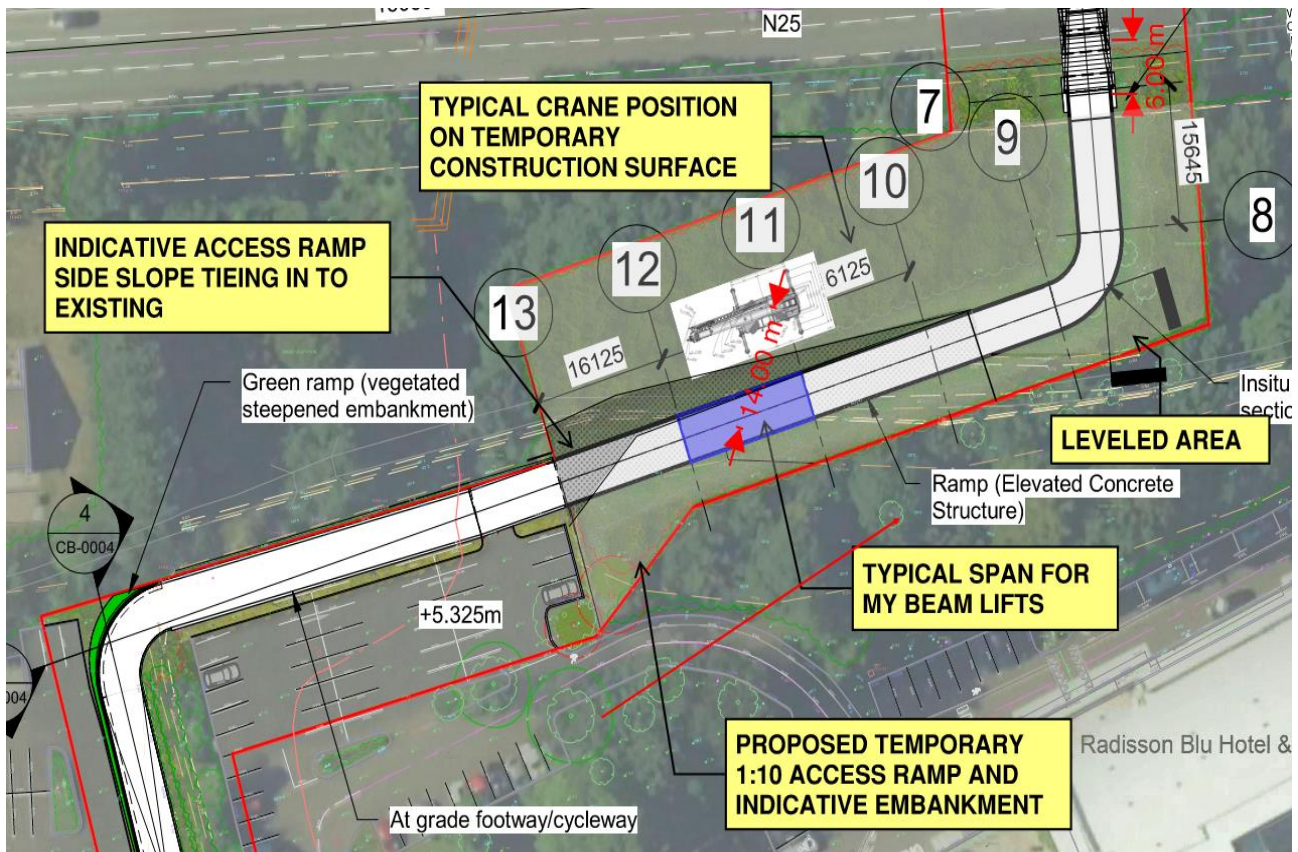 N25
TYPICAL CRANE POSITION
ON TEMPORARY
CONSTRUCTION SURFACE
7
9
6.00 m
10
15645
8
11
12
6125
INDICATIVE ACCESS RAMP
SIDE SLOPE TIEING IN TO
EXISTING
13
16125
14.00 m
Green ramp (vegetated
steepened embankment)
Insitu
sectio
LEVELED AREA
Ramp (Elevated Concrete
Structure)
4
CB-0004
TYPICAL SPAN FOR
MY BEAM LIFTS
+5.325m
004
PROPOSED TEMPORARY
1:10 ACCESS RAMP AND
INDICATIVE EMBANKMENT
Radisson Blu Hotel &
At grade footway/cycleway